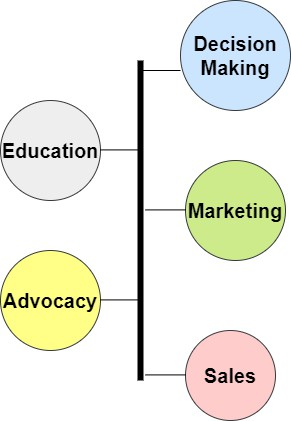 Decision
Making
Education
Marketing
Advocacy
Sales